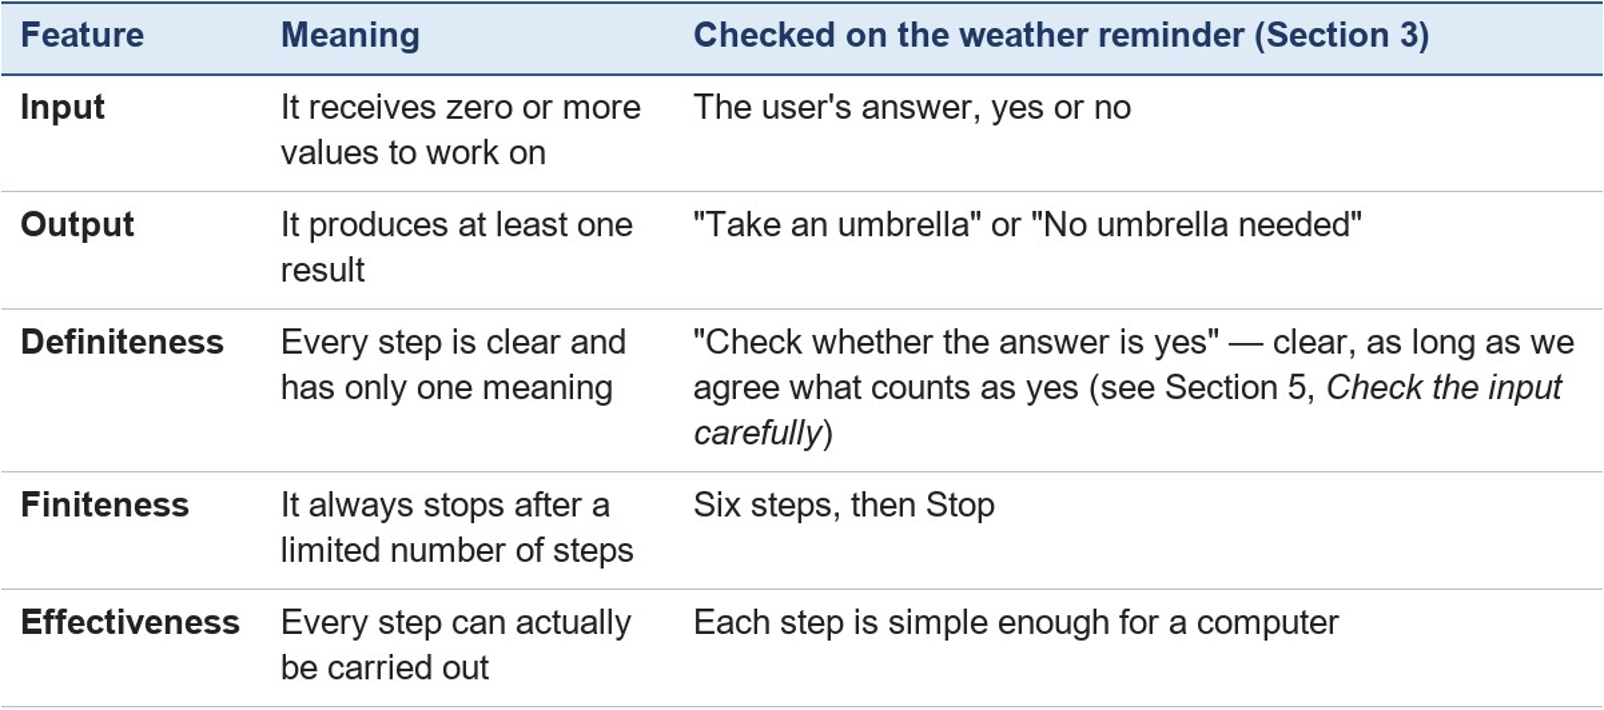 Feature Meaning Checked on the weather reminder (Section 3)
Input It receives zero or more The user's answer, yes or no
values to work on
Output It produces at least one "Take an umbrella" or "No umbrella needed"
result
Definiteness Every step is clear and "Check whether the answer is yes" — clear, as long as we
has only one meaning agree what counts as yes (see Section 5, Check the input
carefully)
Finiteness It always stops after a Six steps, then Stop
limited number of steps
Effectiveness Every step can actually Each step is simple enough for a computer
be carried out